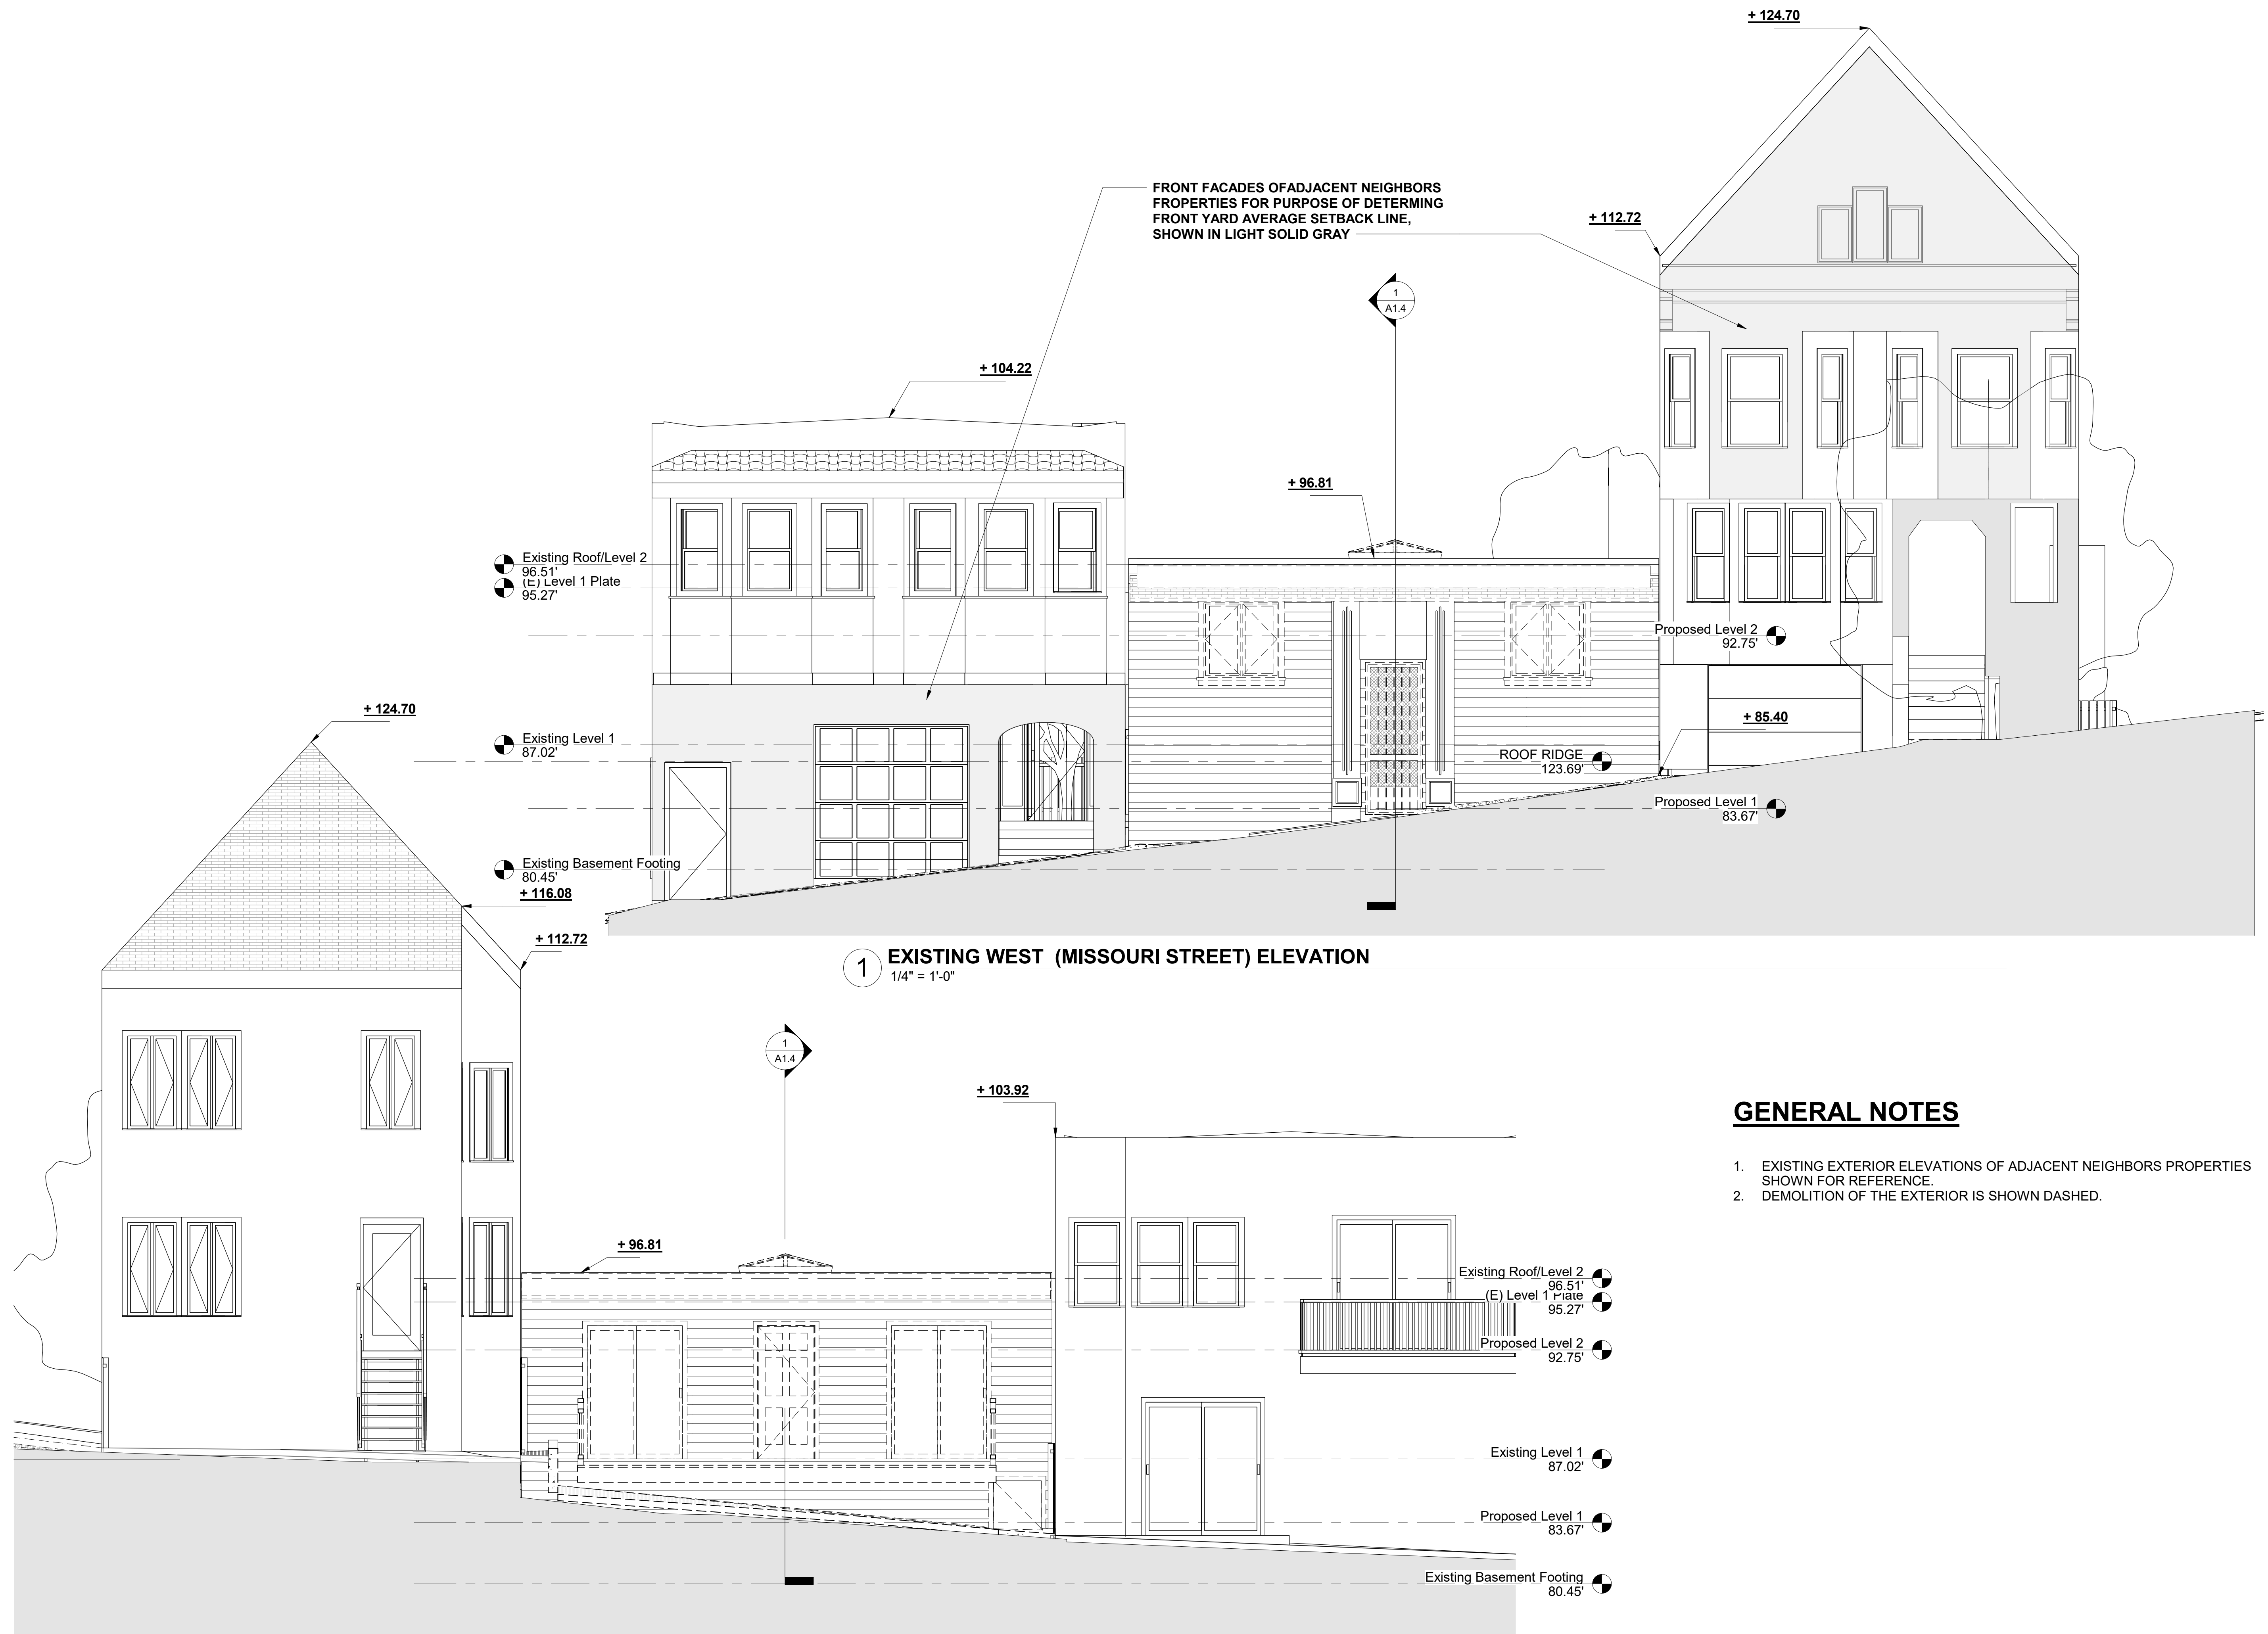 + 124.70
FRONT FACADES OFADJACENT NEIGHBORS
FROPERTIES FOR PURPOSE OF DETERMING
FRONT YARD AVERAGE SETBACK LINE,
SHOWN IN LIGHT SOLID GRAY
+ 112.72
1
A1.4
+ 104.22
+ 96.81
Existing Roof/Level 2
96.51'
(E) Level 1 Plate
95.27'
Proposed Level 2
92.75'
+ 85.40
Existing Level 1
87.02'
ROOF RIDGE
123.69'
Proposed Level 1
83.67'
Existing Basement Footing
80.45'
1 EXISTING WEST (MISSOURI STREET) ELEVATION
1/4" = 1'-0"
+ 124.70
+ 116.08
+ 112.72
1
A1.4
+ 103.92
+ 96.81
Existing Roof/Level 2
96.51'
(E) Level 1 Plate
95.27'
Proposed Level 2
92.75'
Existing Level 1
87.02'
Proposed Level 1
83.67'
Existing Basement Footing
80.45'
GENERAL NOTES
1. EXISTING EXTERIOR ELEVATIONS OF ADJACENT NEIGHBORS PROPERTIES
SHOWN FOR REFERENCE.
2. DEMOLITION OF THE EXTERIOR IS SHOWN DASHED.